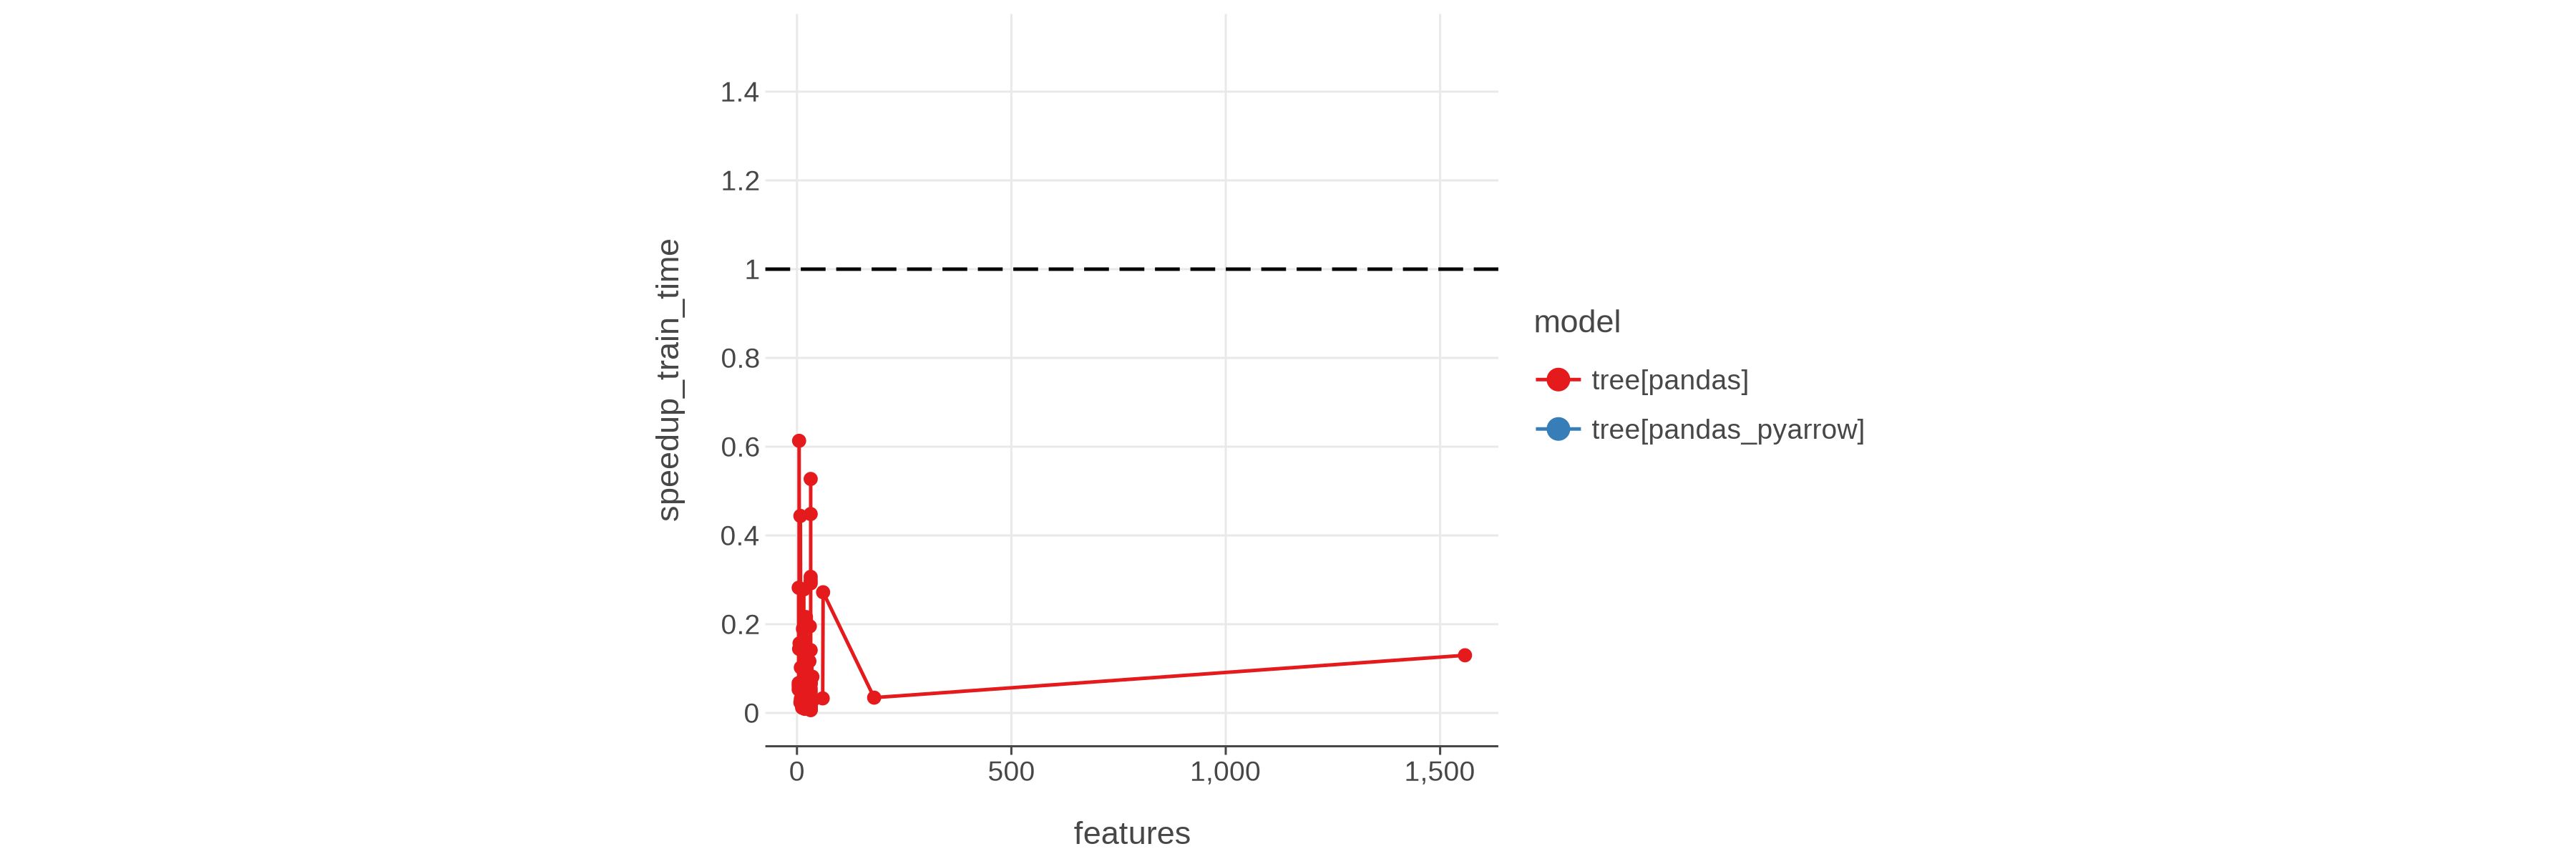 1.4
1.2
1
0.8
0.6
0.4
0.2
0
speedup_train_time
0 500 1,000 1,500
features
model
tree[pandas]
tree[pandas_pyarrow]